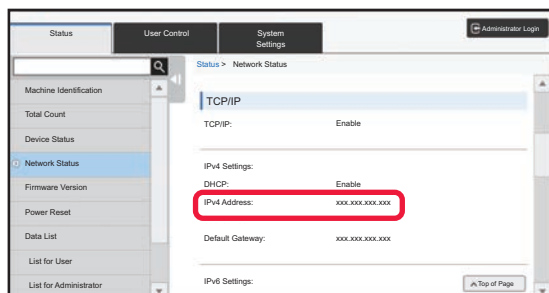 Status
User Control
System
Settings
Administrator Login
Status > Network Status
Machine Identification
Total Count
Device Status
Network Status
Firmware Version
Power Reset
Data List
List for User
List for Administrator
TCP/IP
TCP/IP: Enable
IPv4 Settings:
DHCP: Enable
IPv4 Address: xxx.xxx.xxx.xxx
Default Gateway: xxx.xxx.xxx.xxx
IPv6 Settings:
Top of Page